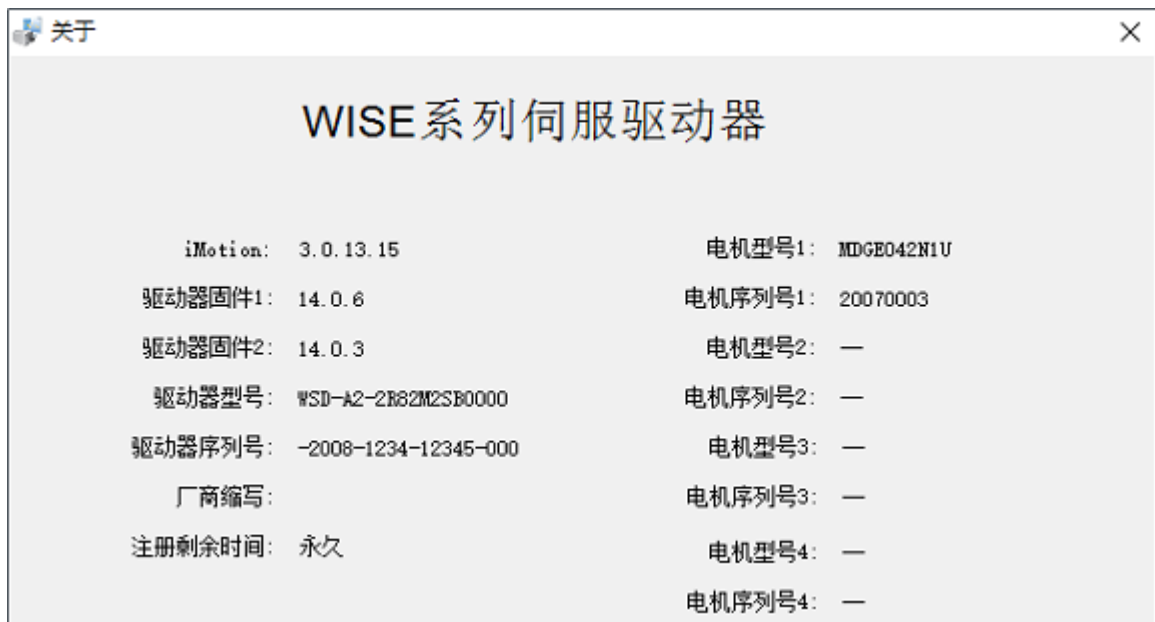 关于
WISE系列伺服驱动器
iMotion: 3.0.13.15
电机型号1: MDGE042N1U
驱动器固件1: 14.0.6
电机序列号1: 20070003
驱动器固件2: 14.0.3
电机型号2: —
驱动器型号: WSD-A2-2R82M2SB0000
电机序列号2: —
驱动器序列号: -2008-1234-12345-000
电机型号3: —
厂商缩写:
电机序列号3: —
注册剩余时间: 永久
电机型号4: —
电机序列号4: —